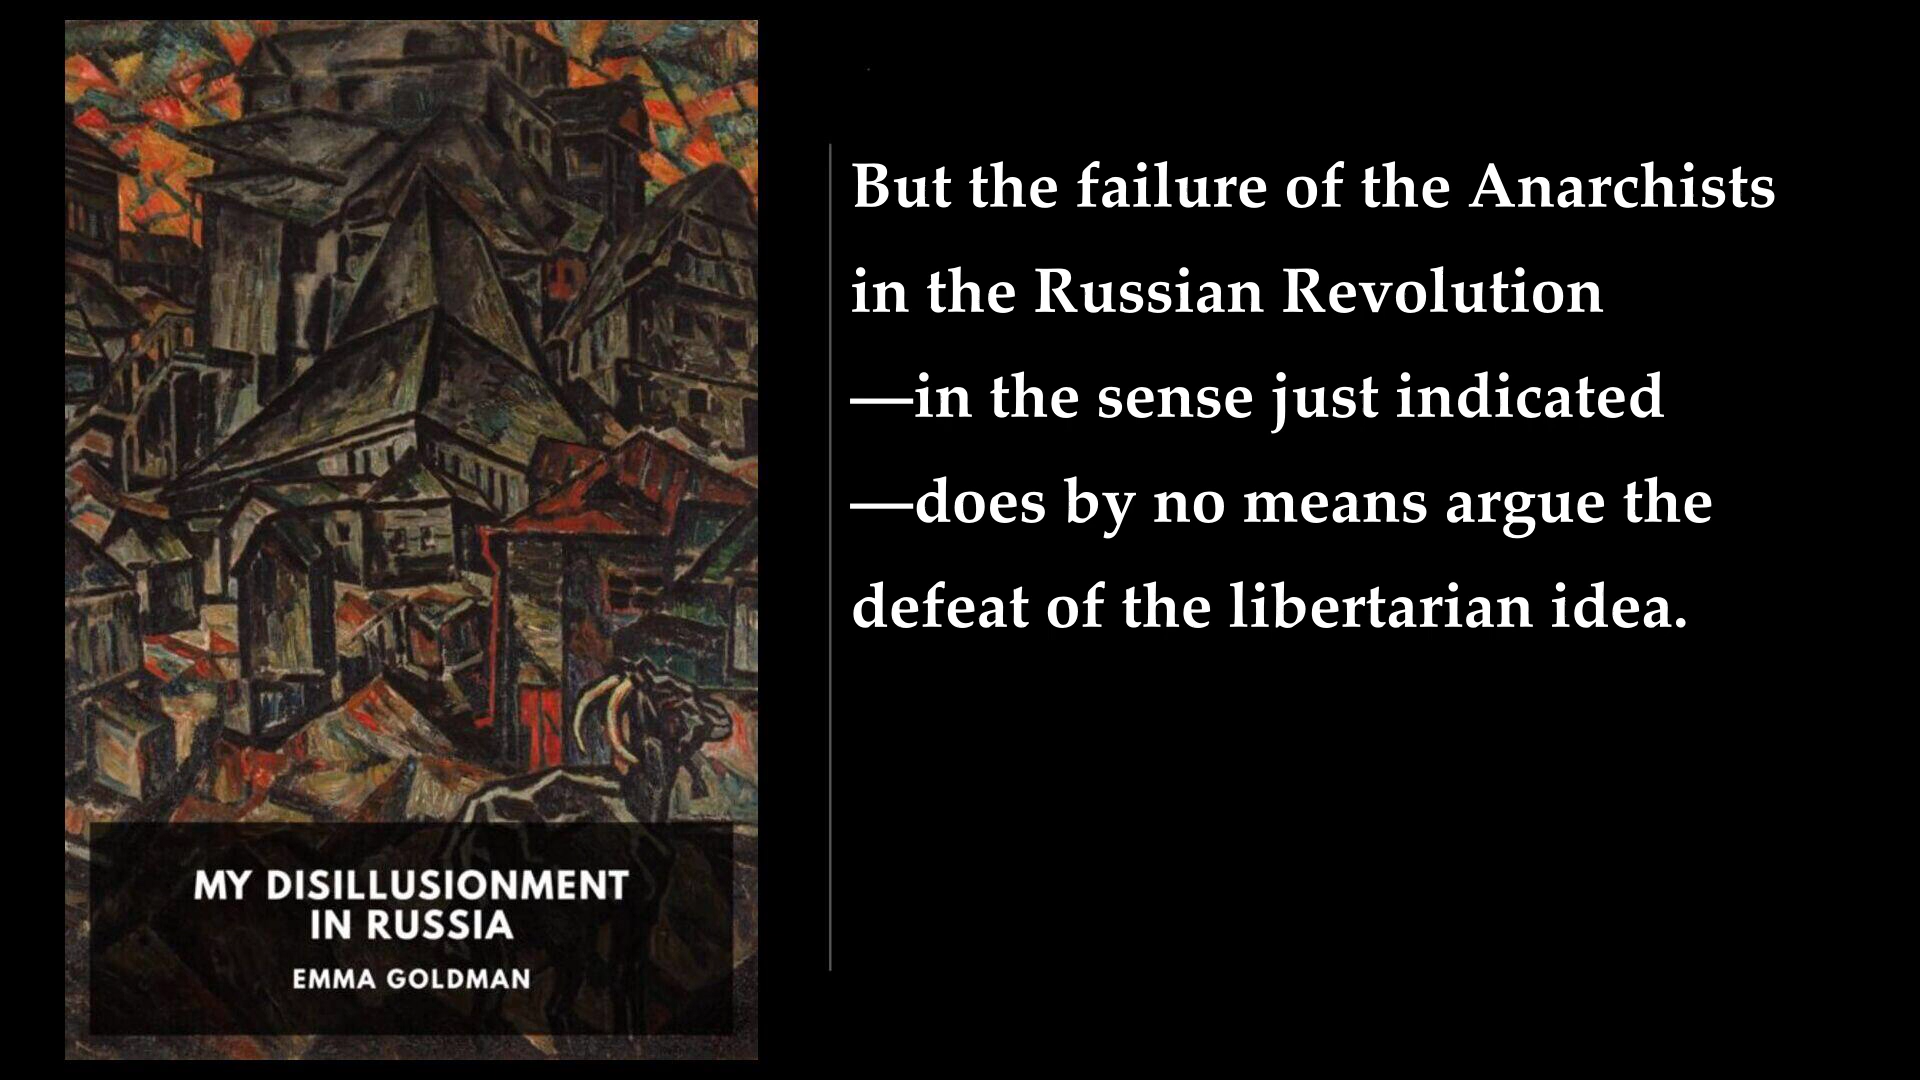 MY DISILLUSIONMENT
IN RUSSIA
EMMA GOLDMAN
But the failure of the Anarchists
in the Russian Revolution
—in the sense just indicated
—does by no means argue the
defeat of the libertarian idea.